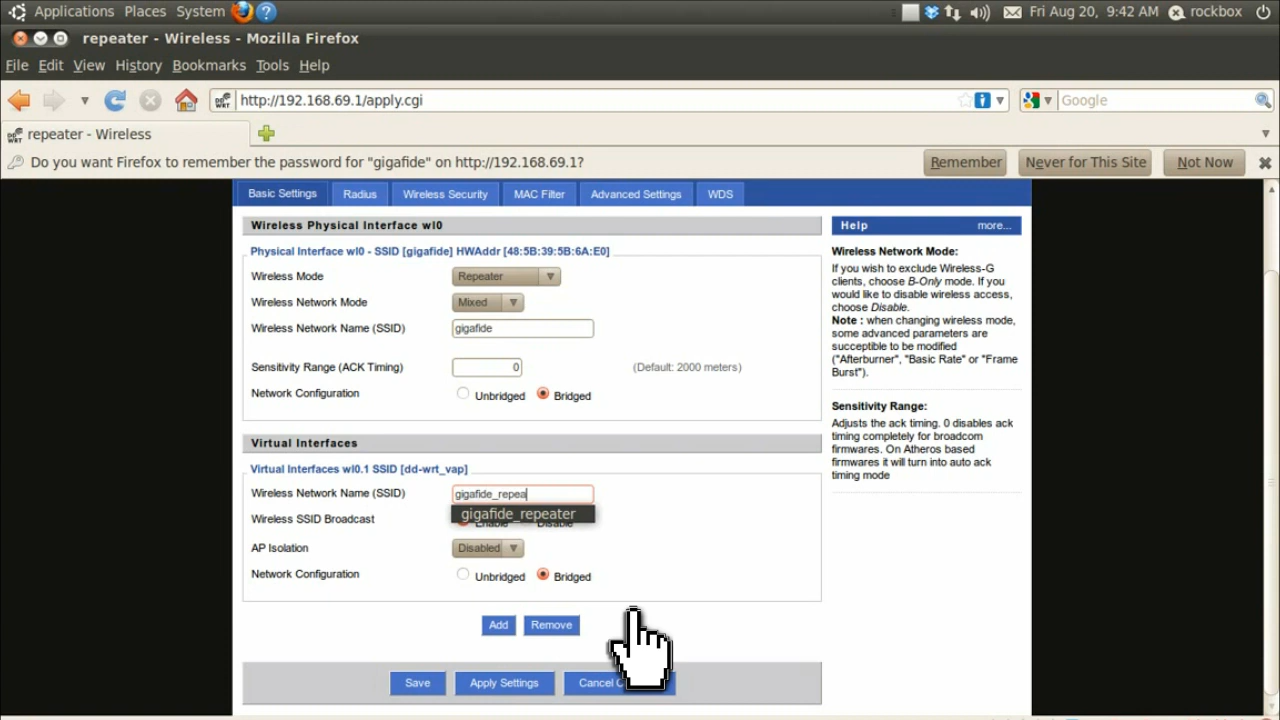 Applications Places System ? Fri Aug 20, 9:42 AM rockbox
repeater - Wireless - Mozilla Firefox
File Edit View History Bookmarks Tools Help
http://192.168.69.1/apply.cgi Google
repeater - Wireless
Do you want Firefox to remember the password for "gigafide" on http://192.168.69.1? Remember Never for This Site Not Now
Basic Settings Radius Wireless Security MAC Filter Advanced Settings WDS
Wireless Physical Interface wl0
Physical Interface wl0 - SSID [gigafide] HWAddr [48:5B:39:5B:6A:E0]
Wireless Mode Repeater
Wireless Network Mode Mixed
Wireless Network Name (SSID) gigafide
Sensitivity Range (ACK Timing) 0 (Default: 2000 meters)
Network Configuration Unbridged Bridged
Virtual Interfaces
Virtual Interfaces wl0.1 SSID [dd-wrt_vap]
Wireless Network Name (SSID) gigafide_repea
gigafide_repeater
Wireless SSID Broadcast Enable Disable
AP Isolation Disabled
Network Configuration Unbridged Bridged
Add Remove
Save Apply Settings Cancel
Help more...
Wireless Network Mode:
If you wish to exclude Wireless-G
clients, choose B-Only mode. If you
would like to disable wireless access,
choose Disable.
Note : when changing wireless mode,
some advanced parameters are
succeptible to be modified
("Afterburner", "Basic Rate" or "Frame
Burst").
Sensitivity Range:
Adjusts the ack timing. 0 disables ack
timing completely for broadcom
firmwares. On Atheros based
firmwares it will turn into auto ack
timing mode